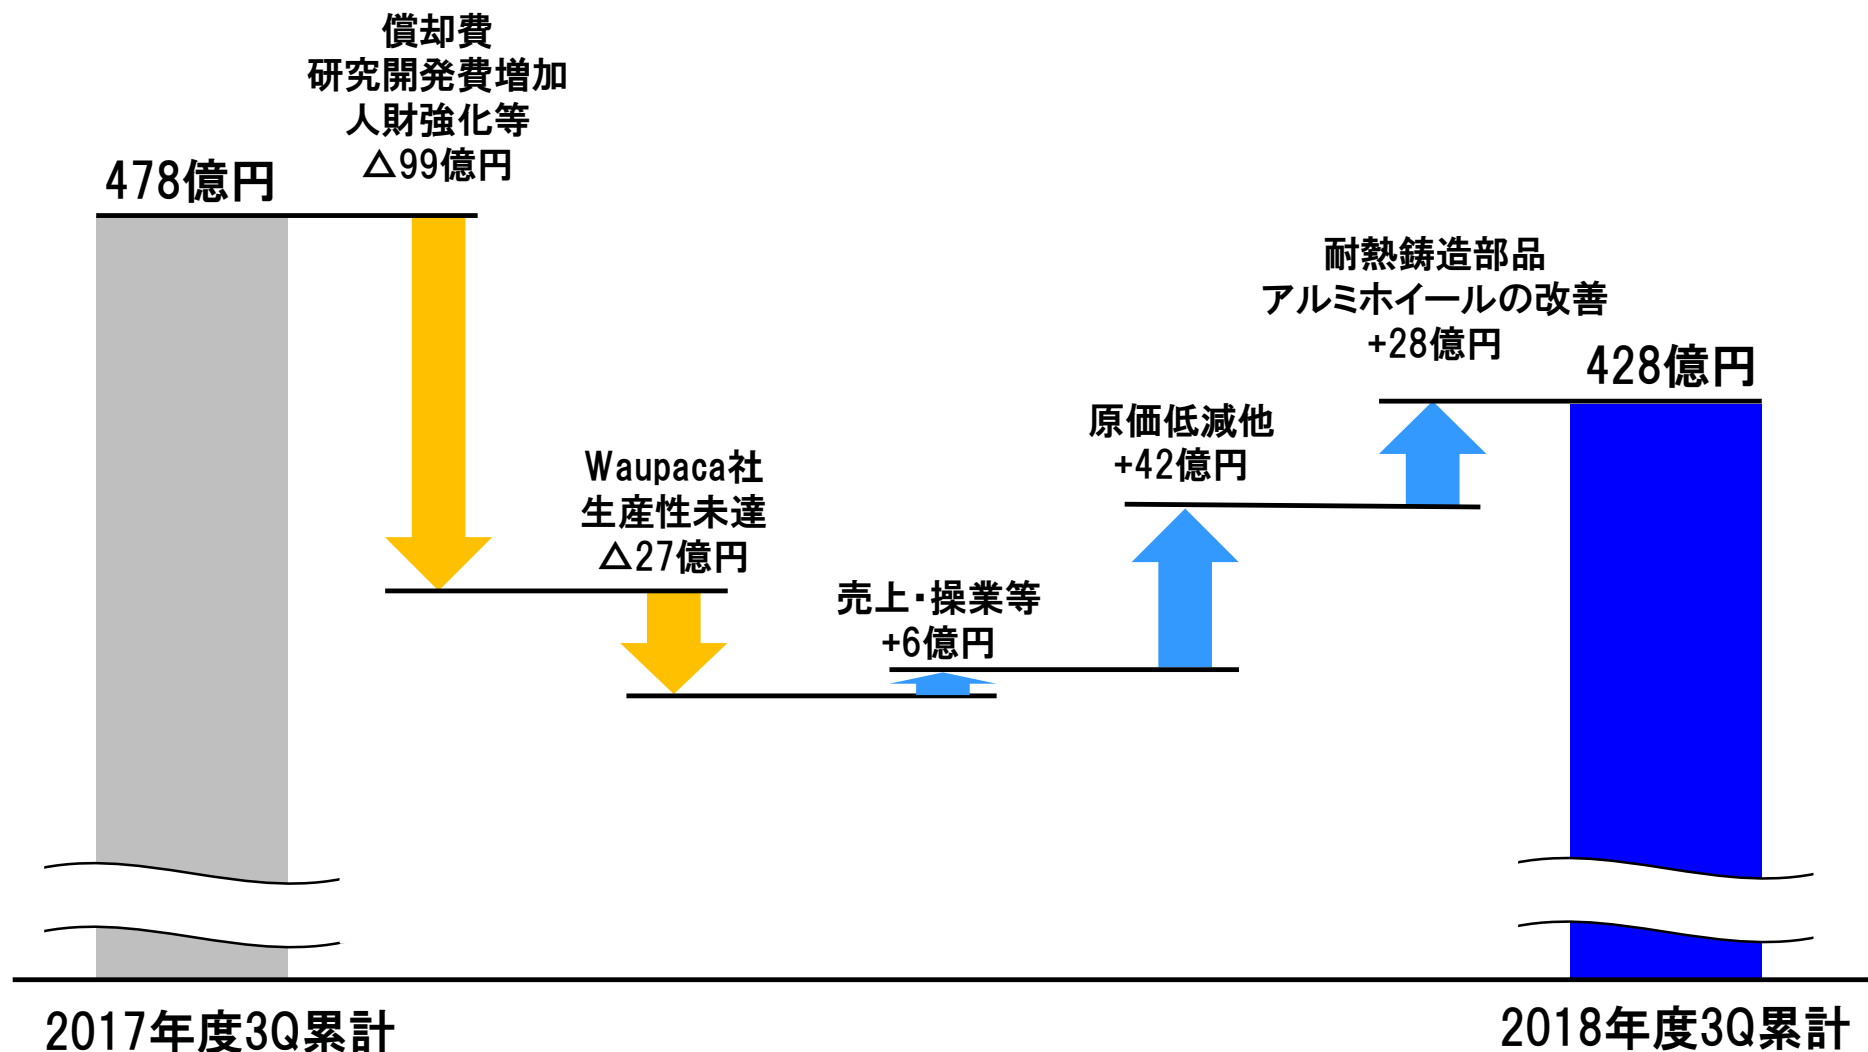 償却費
研究開発費増加
人財強化等
△99億円
478億円
耐熱鋳造部品
アルミホイールの改善
+28億円
428億円
原価低減他
+42億円
Waupaca社
生産性未達
△27億円
売上・操業等
+6億円
2017年度3Q累計
2018年度3Q累計